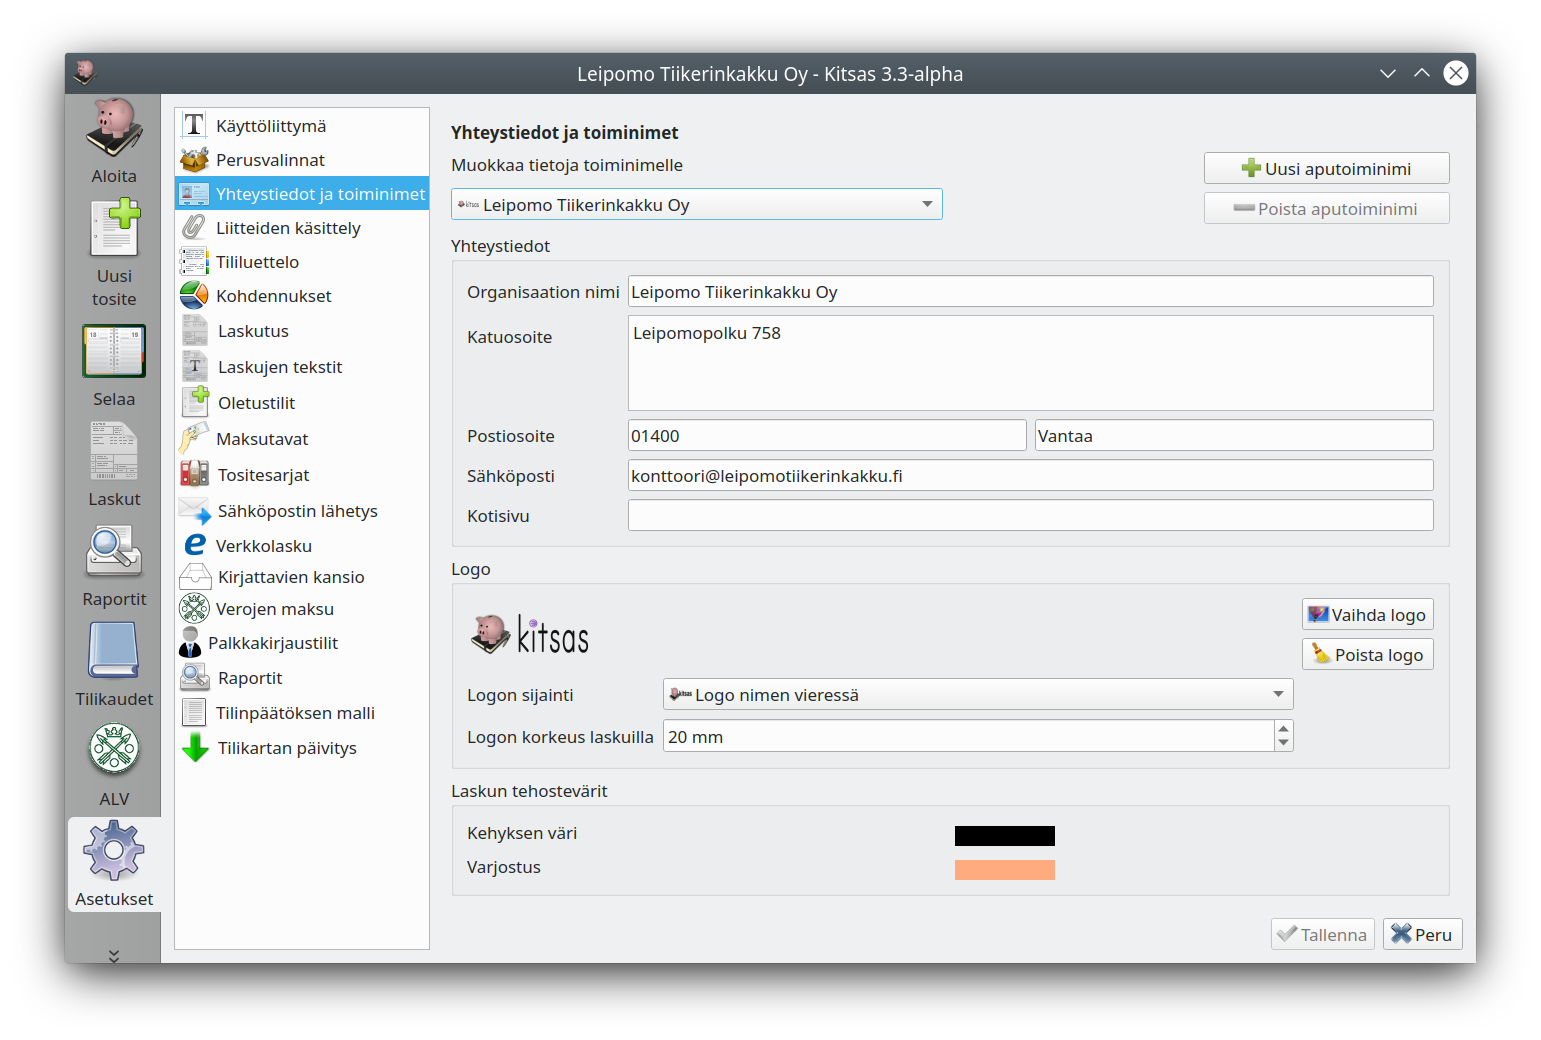 Leipomo Tiikerinkakku Oy - Kitsas 3.3-alpha
Aloita
Uusi
tosite
Selaa
Laskut
Raportit
Tilikaudet
ALV
Asetukset
Käyttöliittymä
Perusvalinnat
Yhteystiedot ja toiminimet
Liitteiden käsittely
Tililuettelo
Kohdennukset
Laskutus
Laskujen tekstit
Oletustilit
Maksutavat
Tositesarjat
Sähköpostin lähetys
Verkkolasku
Kirjattavien kansio
Verojen maksu
Palkkakirjaustilit
Raportit
Tilinpäätöksen malli
Tilikartan päivitys
Yhteystiedot ja toiminimet
Muokkaa tietoja toiminimelle
Leipomo Tiikerinkakku Oy
Uusi aputoiminimi
Poista aputoiminimi
Yhteystiedot
Organisaation nimi Leipomo Tiikerinkakku Oy
Katuosoite Leipomopolku 758
Postiosoite 01400 Vantaa
Sähköposti konttoori@leipomotiikerinkakku.fi
Kotisivu
Logo
kitsas
Vaihda logo
Poista logo
Logon sijainti Logo nimen vieressä
Logon korkeus laskuilla 20 mm
Laskun tehostevärit
Kehyksen väri
Varjostus
Tallenna
Peru